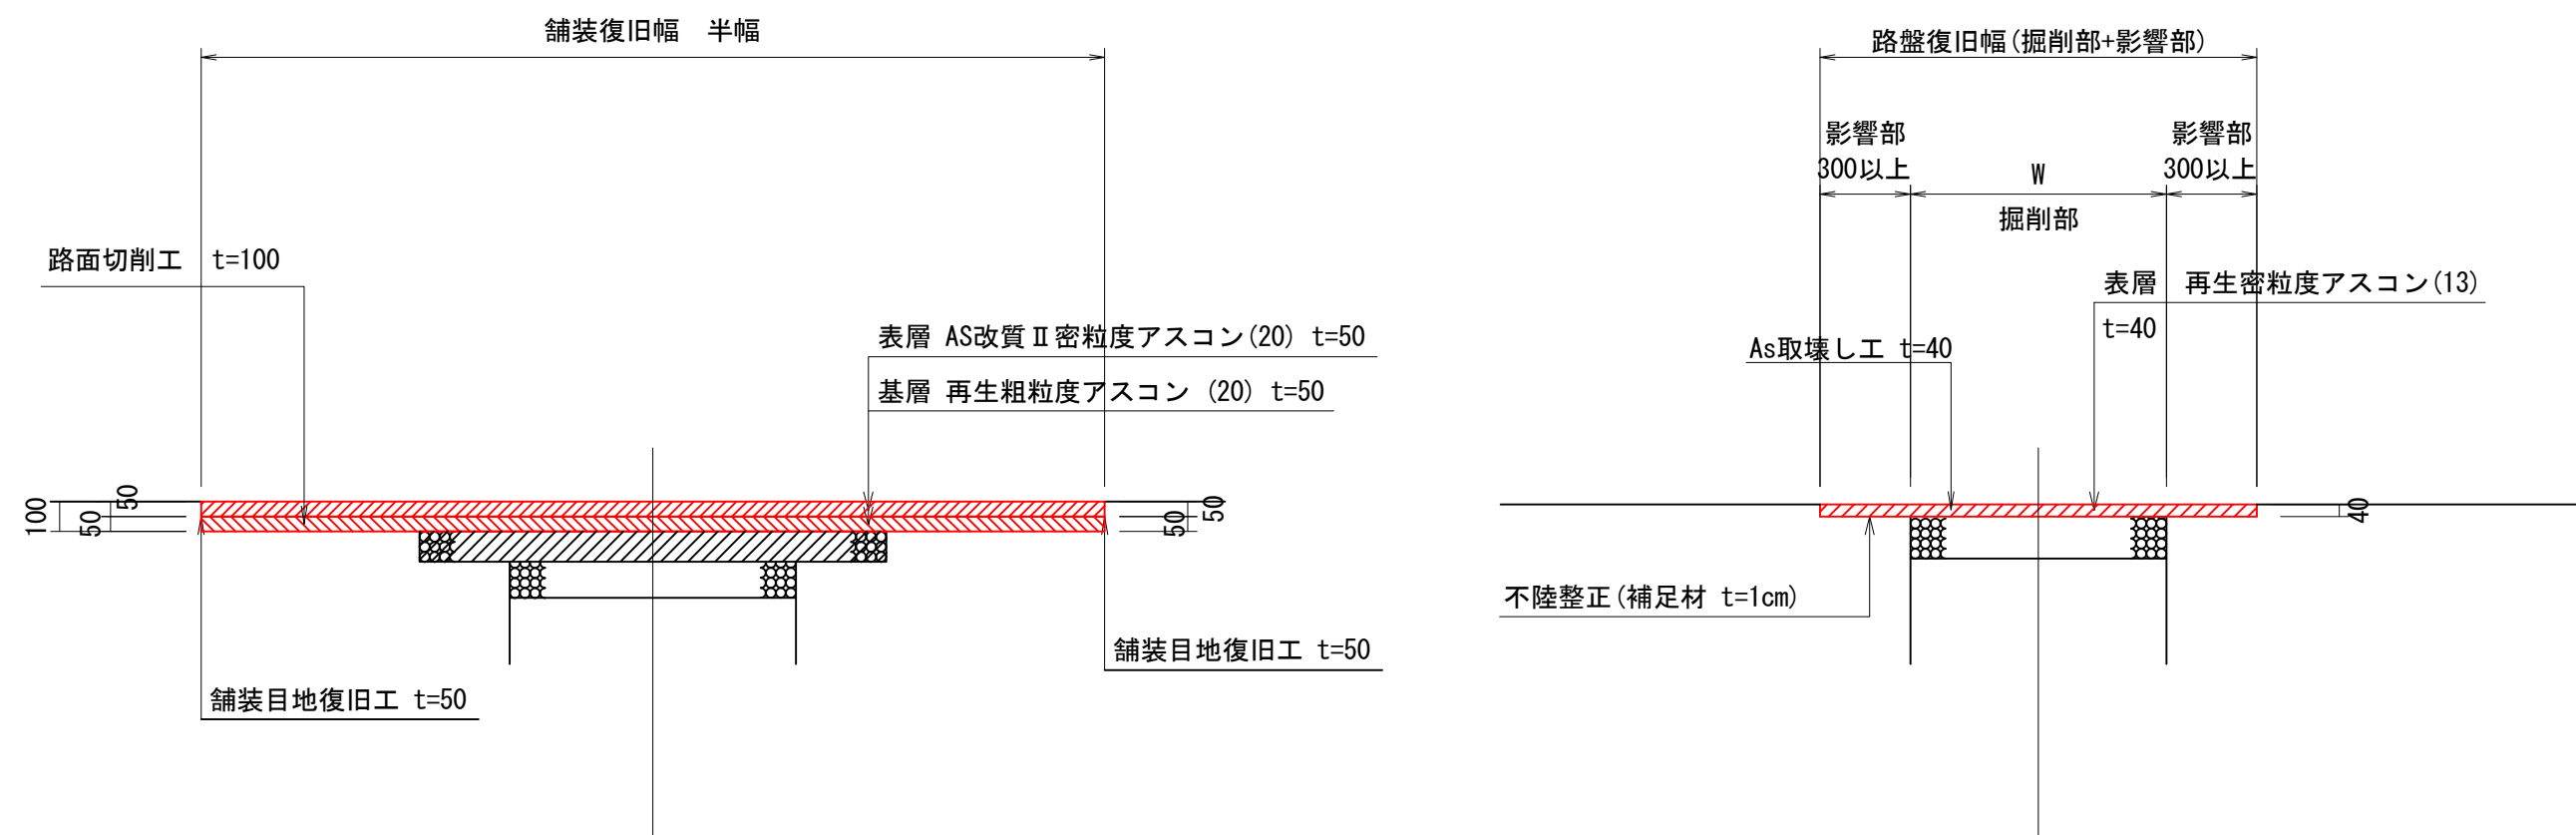 舗装復旧幅　半幅
路面切削工　t=100
表層 AS改質Ⅱ密粒度アスコン(20) t=50
基層 再生粗粒度アスコン (20) t=50
100
50
50
50
50
舗装目地復旧工 t=50
舗装目地復旧工 t=50
路盤復旧幅(掘削部+影響部)
影響部
300以上
W
掘削部
影響部
300以上
表層　再生密粒度アスコン(13)
t=40
As取壊し工 t=40
40
不陸整正(補足材 t=1cm)